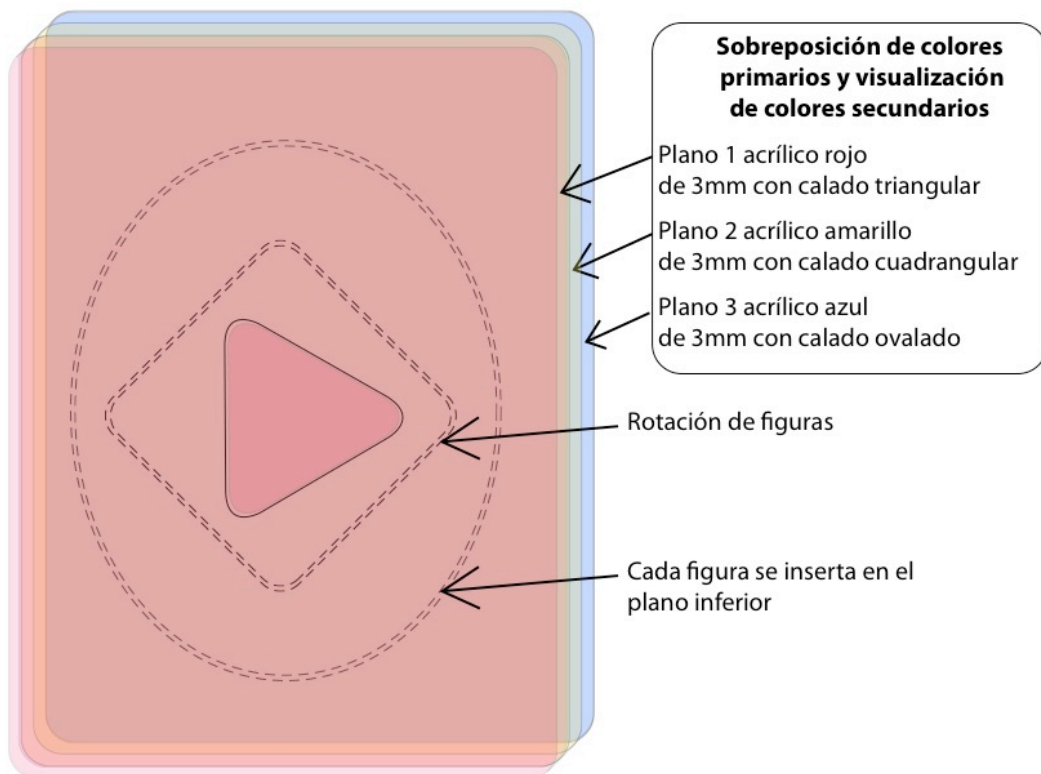 Sobreposición de colores
primarios y visualización
de colores secundarios
Plano 1 acrílico rojo
de 3mm con calado triangular
Plano 2 acrílico amarillo
de 3mm con calado cuadrangular
Plano 3 acrílico azul
de 3mm con calado ovalado
Rotación de figuras
Cada figura se inserta en el
plano inferior